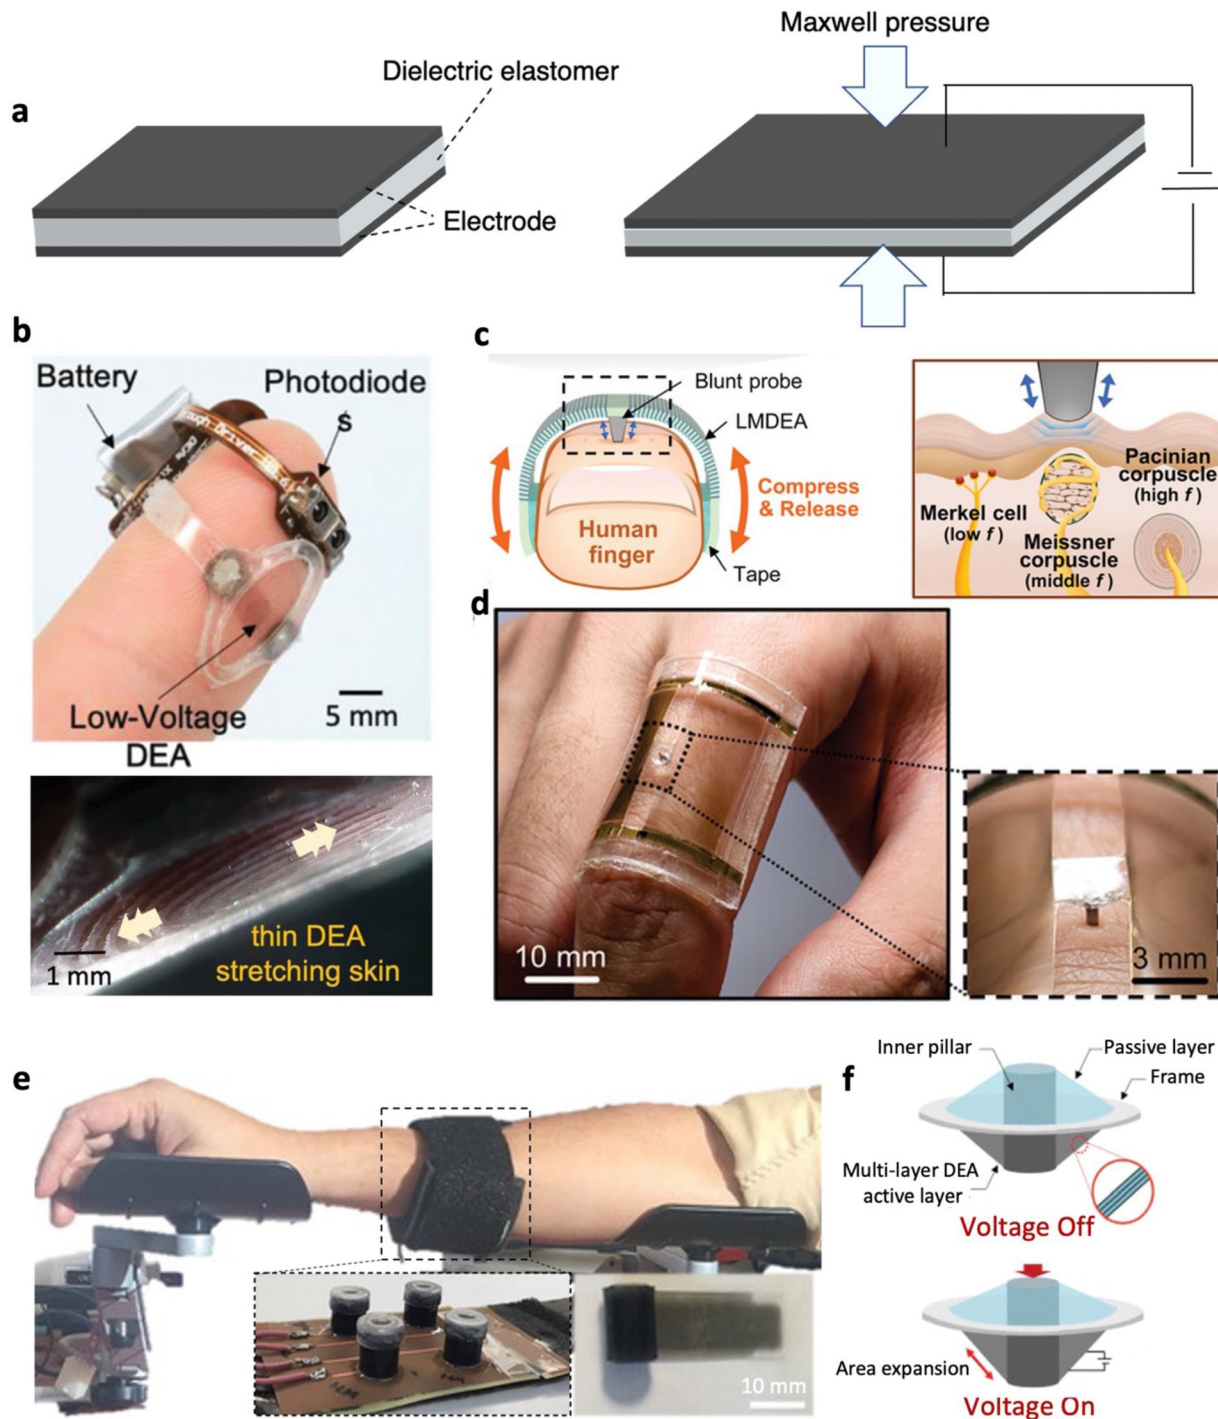 Maxwell pressure
Dielectric elastomer
a
Electrode
b
Battery
Photodiode
s
5 mm
Low-Voltage
DEA
thin DEA
stretching skin
1 mm
c
Blunt probe
LMDEA
Compress
& Release
Human
finger
Tape
Pacinian
corpuscle
(high f )
Merkel cell
(low f )
Meissner
corpuscle
(middle f )
d
10 mm
3 mm
e
10 mm
f
Inner pillar
Passive layer
Frame
Multi-layer DEA
active layer
Voltage Off
Area expansion
Voltage On